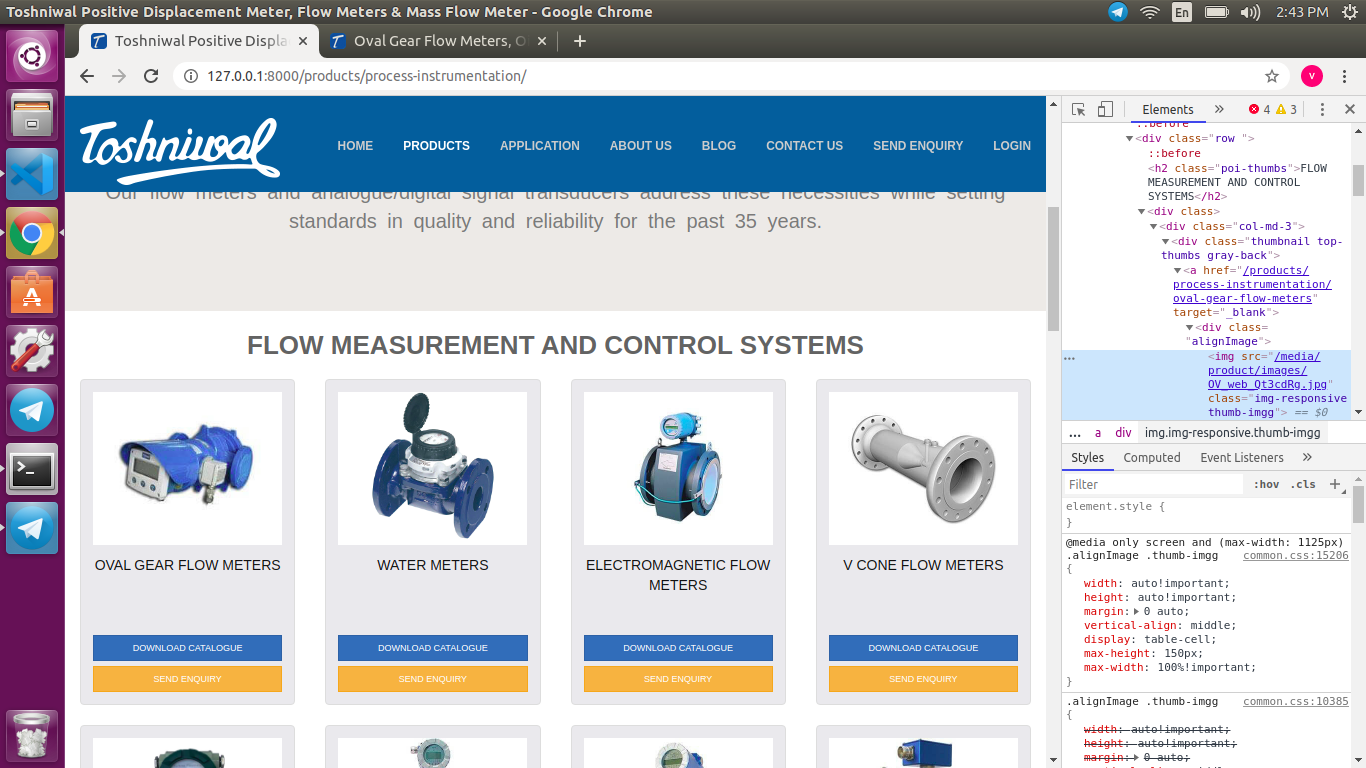 Toshniwal Positive Displacement Meter, Flow Meters & Mass Flow Meter - Google Chrome
En
2:43 PM
Toshniwal Positive Displa
Oval Gear Flow Meters, O
127.0.0.1:8000/products/process-instrumentation/
V
Toshniwal
HOME
PRODUCTS
APPLICATION
ABOUT US
BLOG
CONTACT US
SEND ENQUIRY
LOGIN
Our flow meters and analogue/digital signal transducers address these necessities while setting
standards in quality and reliability for the past 35 years.
FLOW MEASUREMENT AND CONTROL SYSTEMS
OVAL GEAR FLOW METERS
DOWNLOAD CATALOGUE
SEND ENQUIRY
WATER METERS
DOWNLOAD CATALOGUE
SEND ENQUIRY
ELECTROMAGNETIC FLOW
METERS
DOWNLOAD CATALOGUE
SEND ENQUIRY
V CONE FLOW METERS
DOWNLOAD CATALOGUE
SEND ENQUIRY
Elements
4
3
::before
<div class="row ">
::before
<h2 class="poi-thumbs">FLOW
MEASUREMENT AND CONTROL
SYSTEMS</h2>
<div class>
<div class="col-md-3">
<div class="thumbnail top-
thumbs gray-back">
<a href="/products/
process-instrumentation/
oval-gear-flow-meters"
target="_blank">
<div class=
"alignImage">
<img src="/media/
product/images/
OV_web_Qt3cdRg.jpg"
class="img-responsive
thumb-imgg"> == $0
... a div img.img-responsive.thumb-imgg
Styles
Computed
Event Listeners
Filter
:hov
.cls
element.style {
}
@media only screen and (max-width: 1125px)
.alignImage .thumb-imgg common.css:15206
{
width: auto!important;
height: auto!important;
margin: 0 auto;
vertical-align: middle;
display: table-cell;
max-height: 150px;
max-width: 100%!important;
}
.alignImage .thumb-imgg common.css:10385
{
width: auto!important;
height: auto!important;
margin: 0 auto;